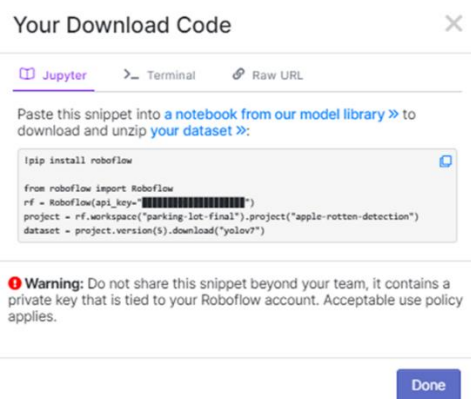 Your Download Code
Jupyter
Terminal
Raw URL
Paste this snippet into a notebook from our model library » to
download and unzip your dataset »:
!pip install roboflow
from roboflow import Roboflow
rf = Roboflow(api_key="")
project = rf.workspace("parking-lot-final").project("apple-rotten-detection")
dataset = project.version(5).download("yolov7")
Warning: Do not share this snippet beyond your team, it contains a
private key that is tied to your Roboflow account. Acceptable use policy
applies.
Done